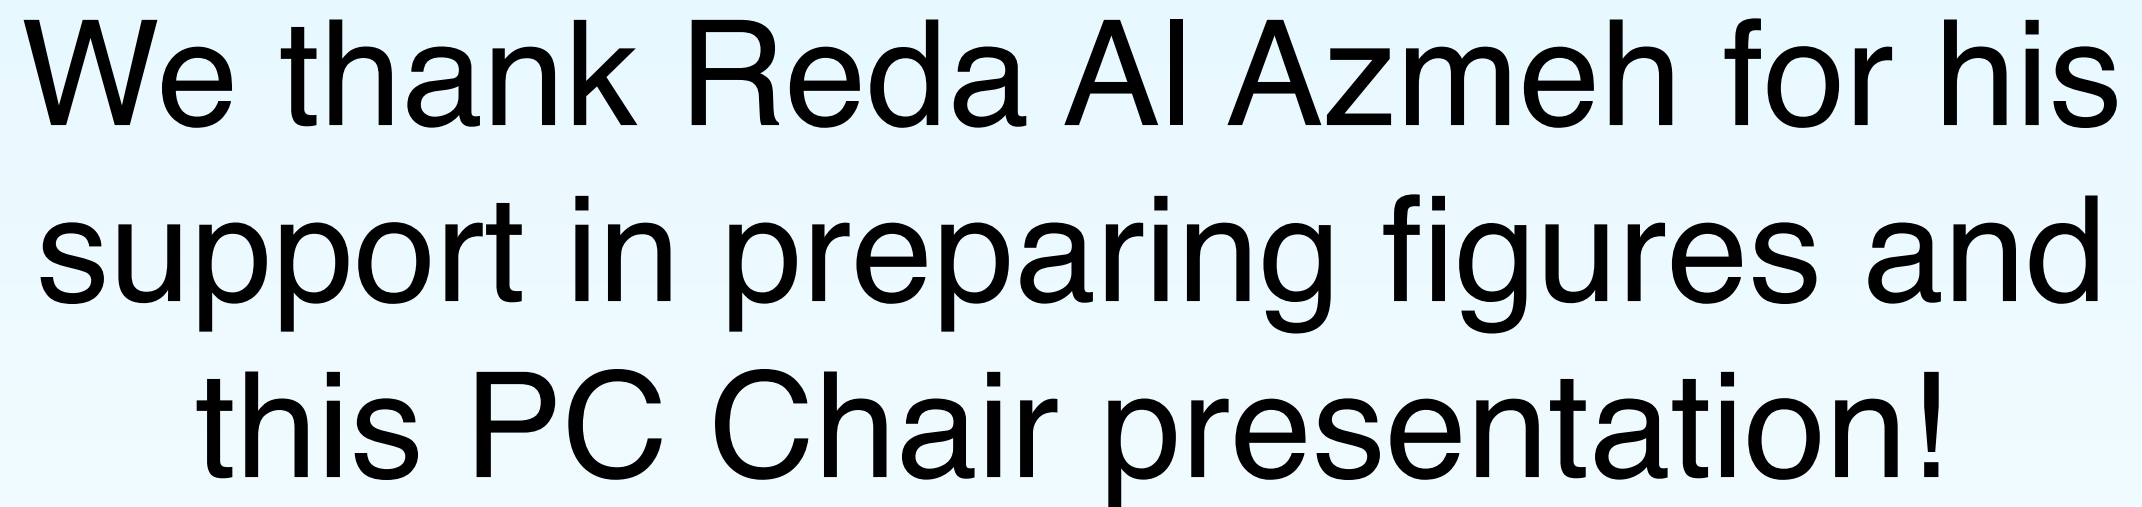 We thank Reda Al Azmeh for his
support in preparing figures and
this PC Chair presentation!